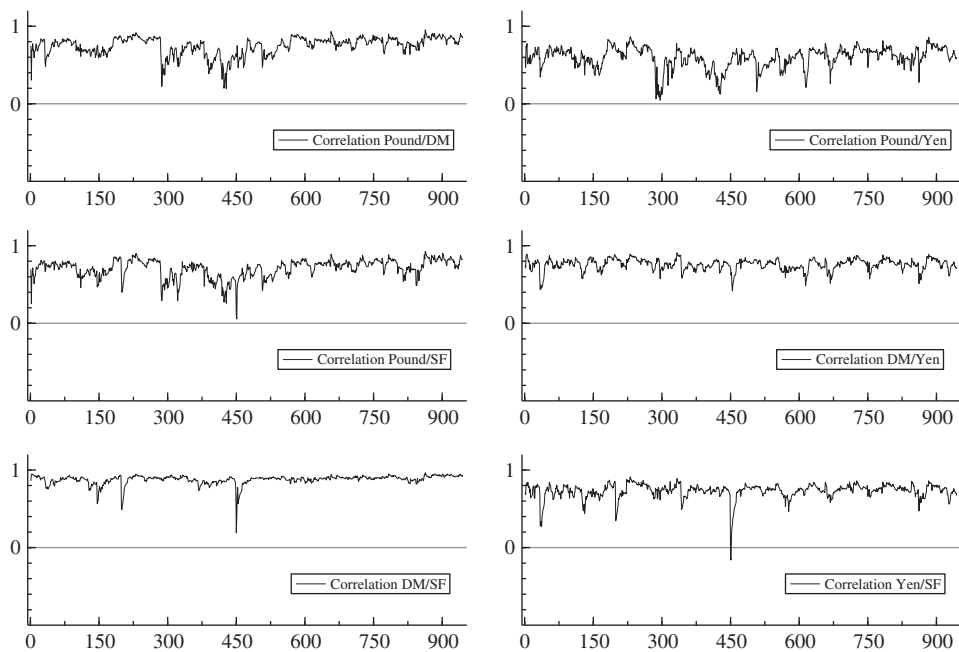 1
0
Correlation Pound/DM
0 150 300 450 600 750 900
1
0
Correlation Pound/Yen
0 150 300 450 600 750 900
1
0
Correlation Pound/SF
0 150 300 450 600 750 900
1
0
Correlation DM/Yen
0 150 300 450 600 750 900
1
0
Correlation DM/SF
0 150 300 450 600 750 900
1
0
Correlation Yen/SF
0 150 300 450 600 750 900